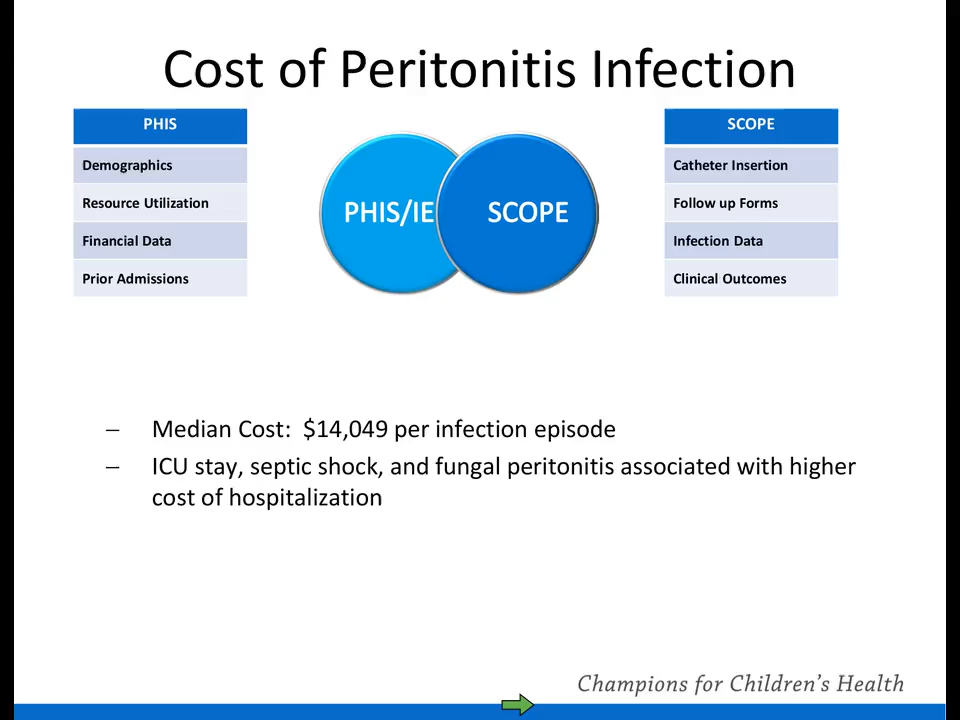 Cost of Peritonitis Infection
PHIS
Demographics
Resource Utilization
Financial Data
Prior Admissions
PHIS/IE
SCOPE
SCOPE
Catheter Insertion
Follow up Forms
Infection Data
Clinical Outcomes
– Median Cost: $14,049 per infection episode
– ICU stay, septic shock, and fungal peritonitis associated with higher
cost of hospitalization
Champions for Children's Health